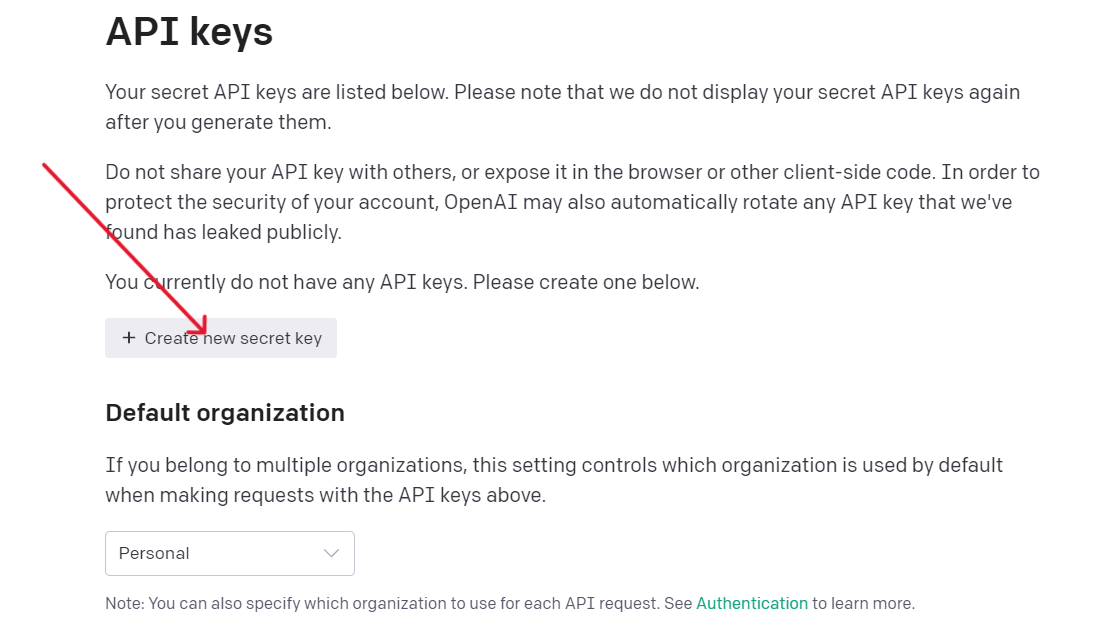 API keys
Your secret API keys are listed below. Please note that we do not display your secret API keys again
after you generate them.
Do not share your API key with others, or expose it in the browser or other client-side code. In order to
protect the security of your account, OpenAI may also automatically rotate any API key that we've
found has leaked publicly.
You currently do not have any API keys. Please create one below.
+ Create new secret key
Default organization
If you belong to multiple organizations, this setting controls which organization is used by default
when making requests with the API keys above.
Personal
Note: You can also specify which organization to use for each API request. See Authentication to learn more.